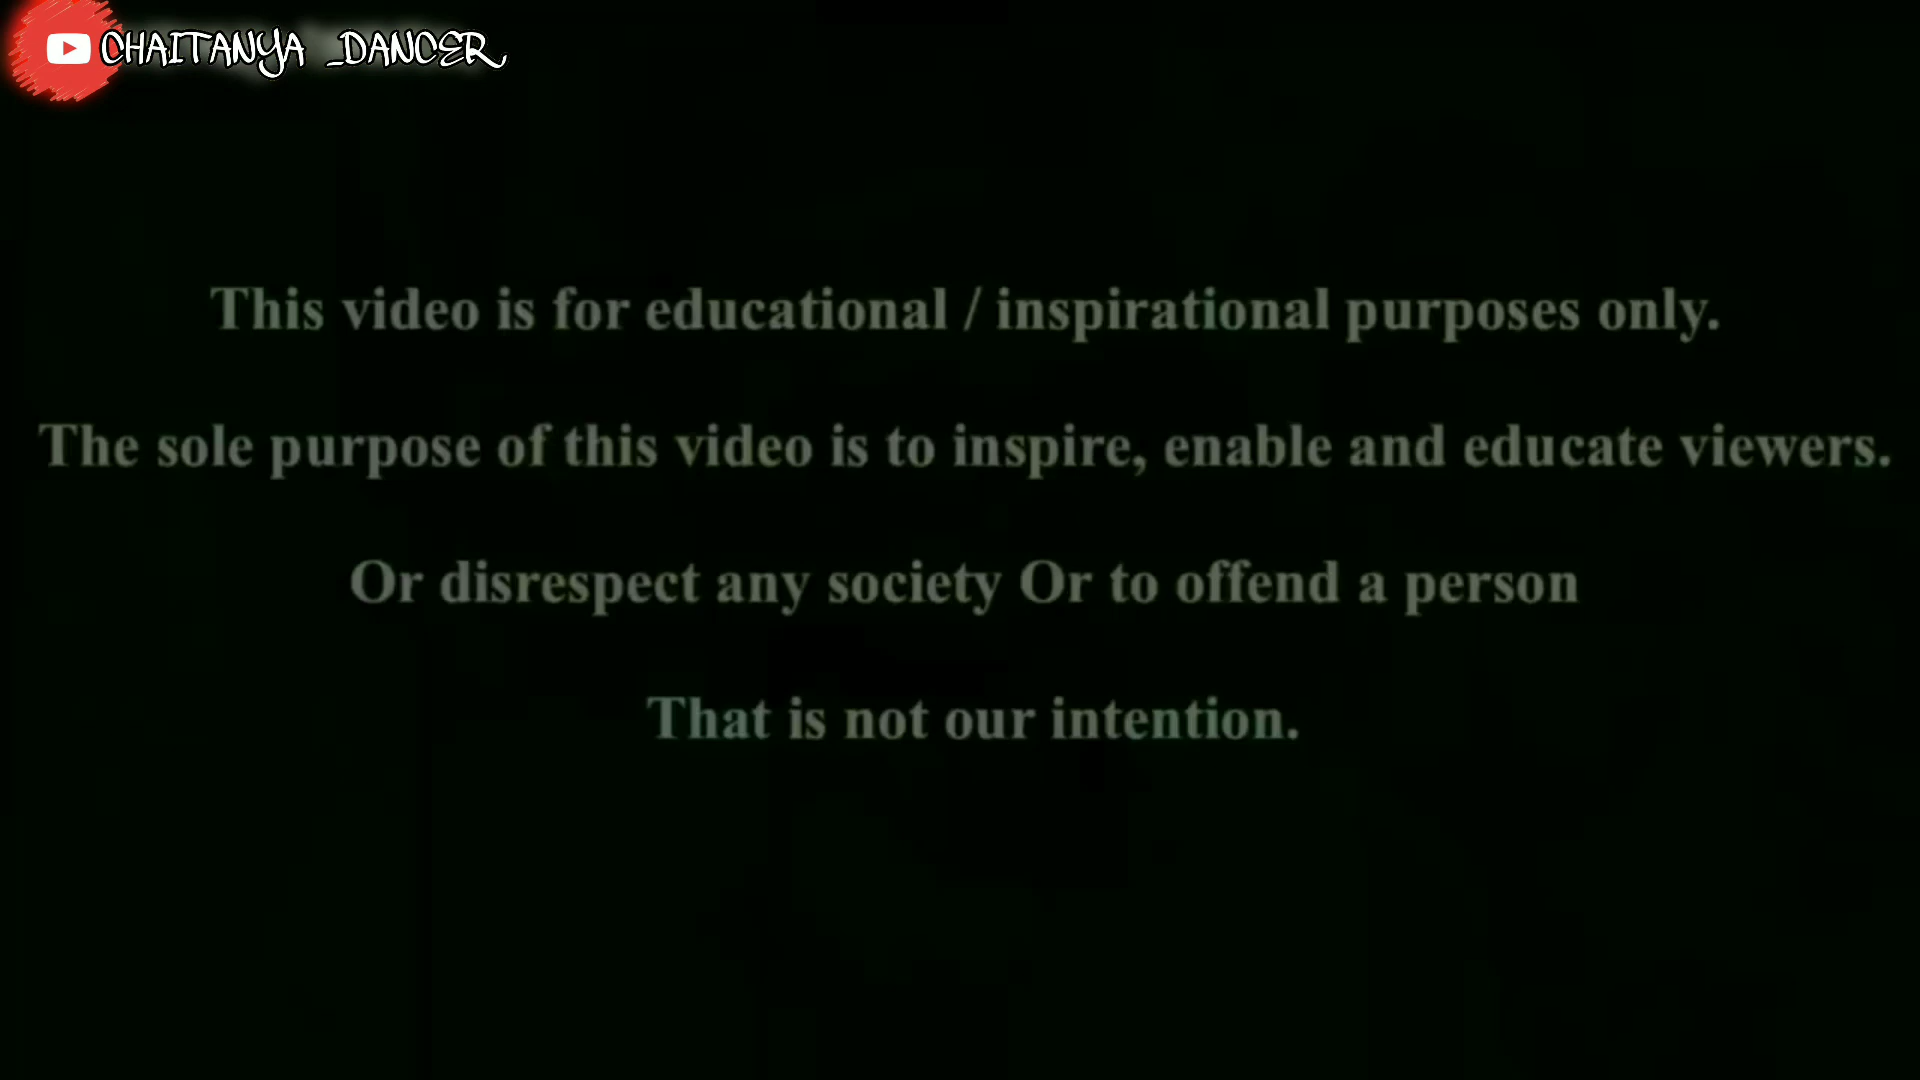 CHAITANYA _DANCER
This video is for educational / inspirational purposes only.
The sole purpose of this video is to inspire, enable and educate viewers.
Or disrespect any society Or to offend a person
That is not our intention.